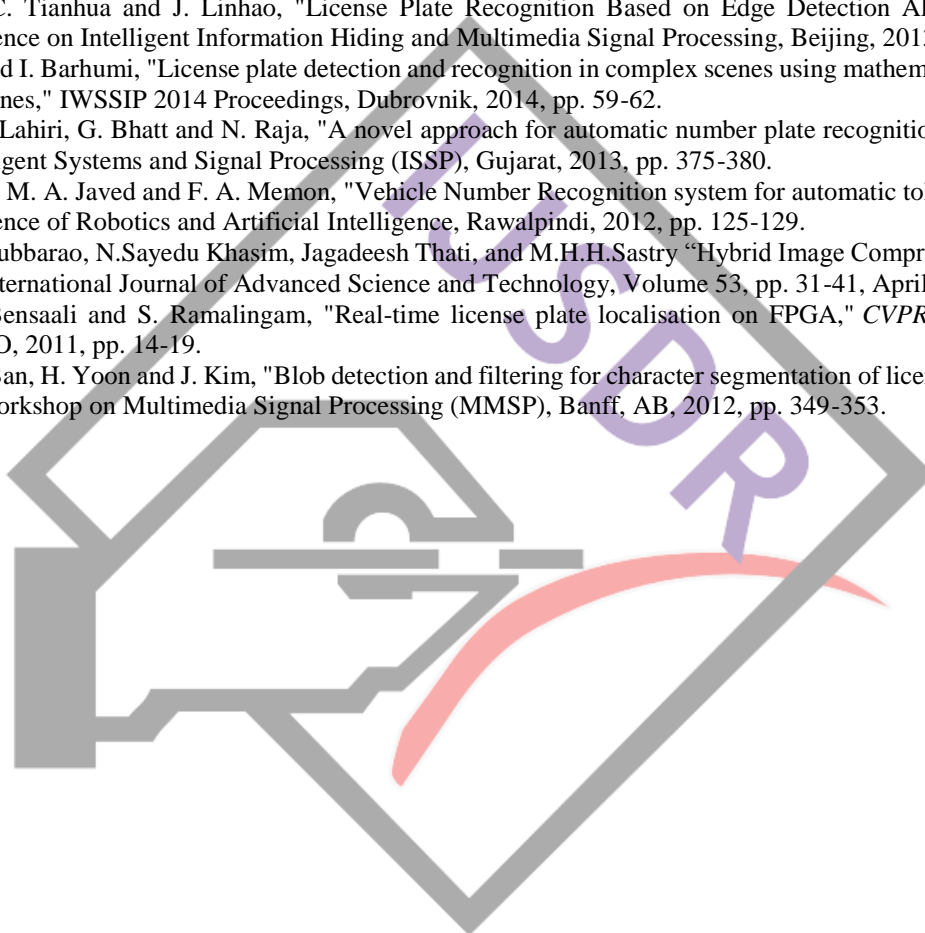 C. Tianhua and J. Linhao, "License Plate Recognition Based on Edge Detection Al
ence on Intelligent Information Hiding and Multimedia Signal Processing, Beijing, 2013
d I. Barhumi, "License plate detection and recognition in complex scenes using mathem
nes," IWSSIP 2014 Proceedings, Dubrovnik, 2014, pp. 59-62.
Lahiri, G. Bhatt and N. Raja, "A novel approach for automatic number plate recognitio
gent Systems and Signal Processing (ISSP), Gujarat, 2013, pp. 375-380.
M. A. Javed and F. A. Memon, "Vehicle Number Recognition system for automatic tol
ence of Robotics and Artificial Intelligence, Rawalpindi, 2012, pp. 125-129.
ubbarao, N.Sayedu Khasim, Jagadeesh Thati, and M.H.H.Sastry “Hybrid Image Compr
ternational Journal of Advanced Science and Technology, Volume 53, pp. 31-41, April
Bensaali and S. Ramalingam, "Real-time license plate localisation on FPGA," CVPR
O, 2011, pp. 14-19.
Ban, H. Yoon and J. Kim, "Blob detection and filtering for character segmentation of licen
orkshop on Multimedia Signal Processing (MMSP), Banff, AB, 2012, pp. 349-353.
IJSDR